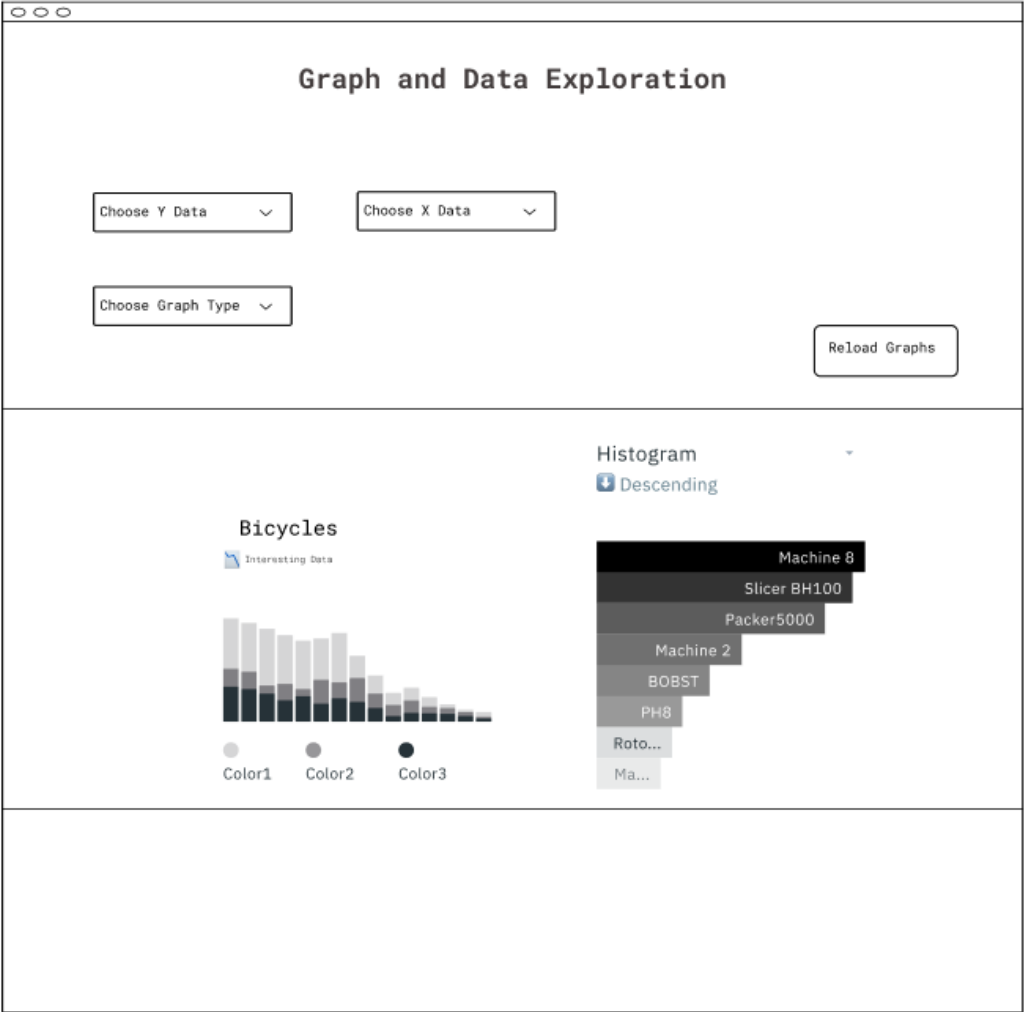 Graph and Data Exploration
Choose Y Data
Choose X Data
Choose Graph Type
Reload Graphs
Bicycles
Interesting Data
Color1 Color2 Color3
Histogram
Descending
Machine 8
Slicer BH100
Packer5000
Machine 2
BOBST
PH8
Roto...
Ma...